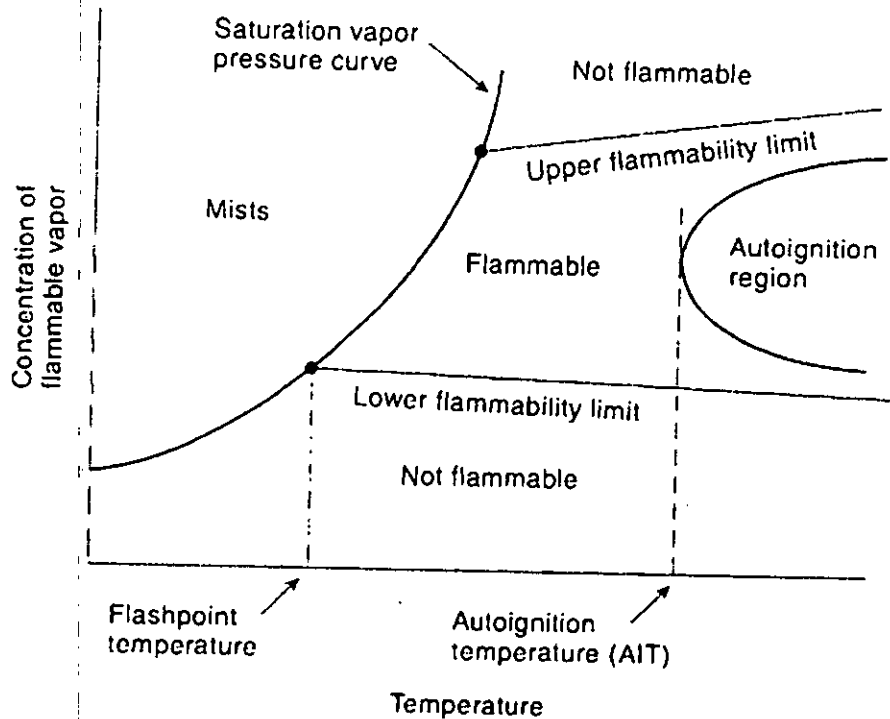 Saturation vapor
pressure curve
Not flammable
Upper flammability limit
Mists
Concentration of
flammable vapor
Flammable
Autoignition
region
Lower flammability limit
Not flammable
Flashpoint
temperature
Autoignition
temperature (AIT)
Temperature